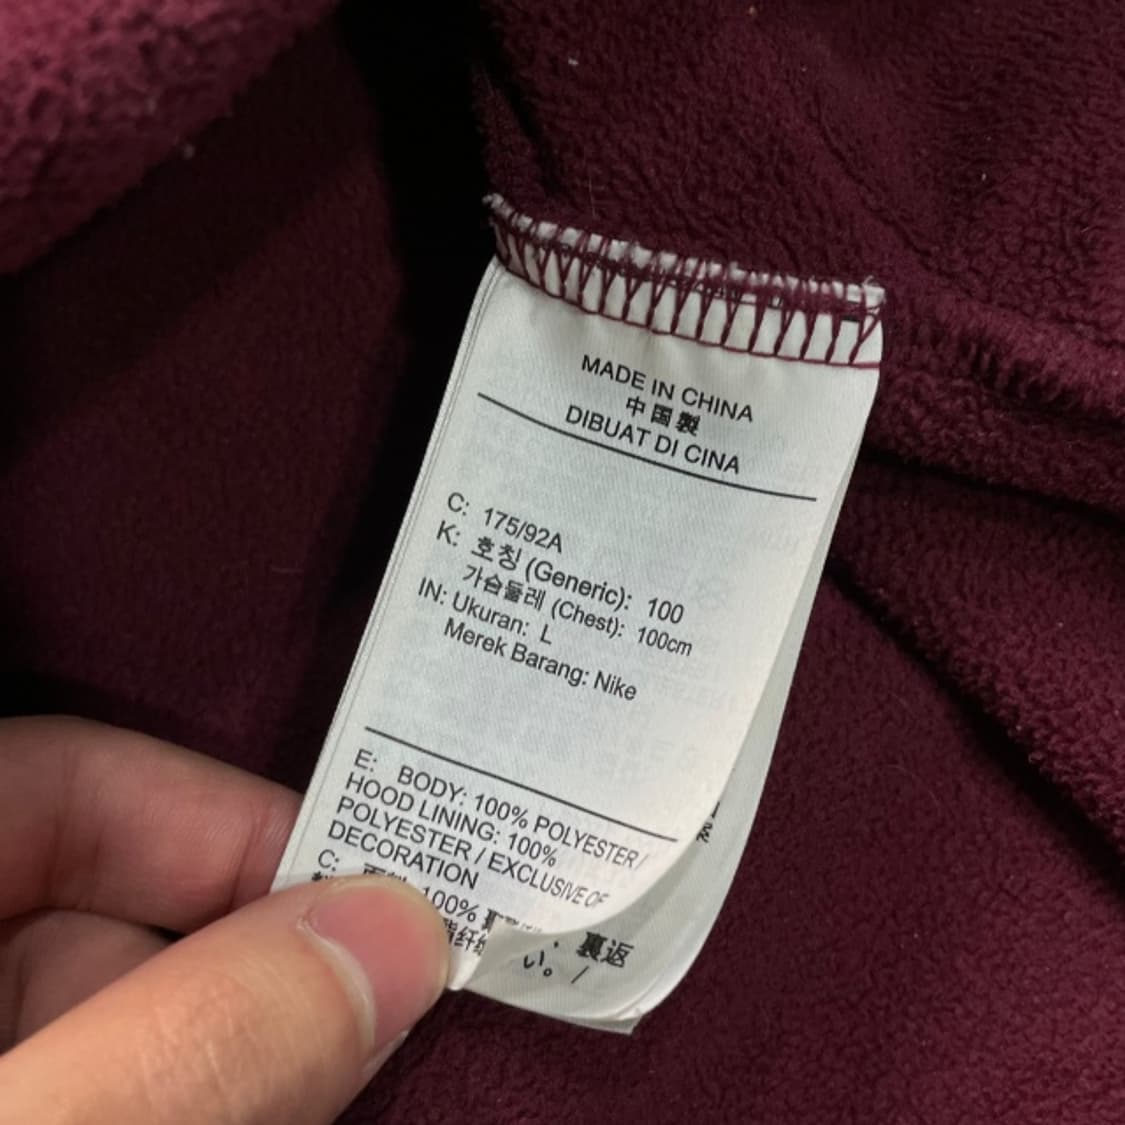 MADE IN CHINA
中国製
DIBUAT DI CINA
C: 175/92A
K: 호칭 (Generic): 100
가슴둘레 (Chest): 100cm
IN: Ukuran: L
Merek Barang: Nike
E: BODY: 100% POLYESTER/
HOOD LINING: 100%
POLYESTER / EXCLUSIVE OF
DECORATION
C: 100%
裏返
い。 /